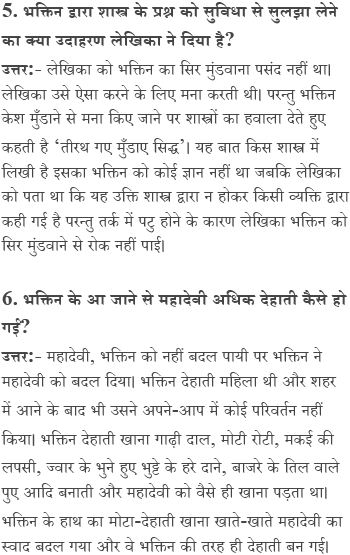 5. भक्तिन द्वारा शास्त्र के प्रश्न को सुविधा से सुलझा लेने
का क्या उदाहरण लेखिका ने दिया है?
उत्तर:- लेखिका को भक्तिन का सिर मुंडवाना पसंद नहीं था।
लेखिका उसे ऐसा करने के लिए मना करती थी। परन्तु भक्तिन
केश मुँडाने से मना किए जाने पर शास्त्रों का हवाला देते हुए
कहती है ‘तीरथ गए मुँडाए सिद्ध’। यह बात किस शास्त्र में
लिखी है इसका भक्तिन को कोई ज्ञान नहीं था जबकि लेखिका
को पता था कि यह उक्ति शास्त्र द्वारा न होकर किसी व्यक्ति द्वारा
कही गई है परन्तु तर्क में पटु होने के कारण लेखिका भक्तिन को
सिर मुंडवाने से रोक नहीं पाई।
6. भक्तिन के आ जाने से महादेवी अधिक देहाती कैसे हो
गईं?
उत्तर:- महादेवी, भक्तिन को नहीं बदल पायी पर भक्तिन ने
महादेवी को बदल दिया। भक्तिन देहाती महिला थी और शहर
में आने के बाद भी उसने अपने-आप में कोई परिवर्तन नहीं
किया। भक्तिन देहाती खाना गाढ़ी दाल, मोटी रोटी, मकई की
लपसी, ज्वार के भुने हुए भुट्टे के हरे दाने, बाजरे के तिल वाले
पुए आदि बनाती और महादेवी को वैसे ही खाना पड़ता था।
भक्तिन के हाथ का मोटा-देहाती खाना खाते-खाते महादेवी का
स्वाद बदल गया और वे भक्तिन की तरह ही देहाती बन गई।